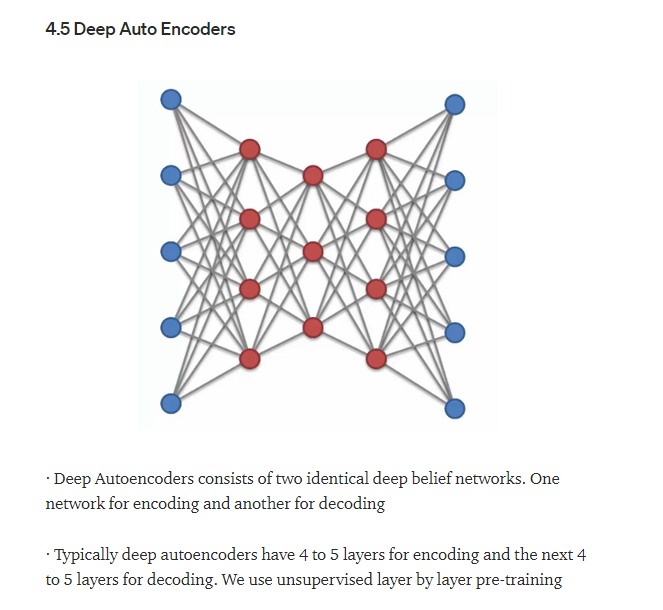 4.5 Deep Auto Encoders
· Deep Autoencoders consists of two identical deep belief networks. One
network for encoding and another for decoding
· Typically deep autoencoders have 4 to 5 layers for encoding and the next 4
to 5 layers for decoding. We use unsupervised layer by layer pre-training